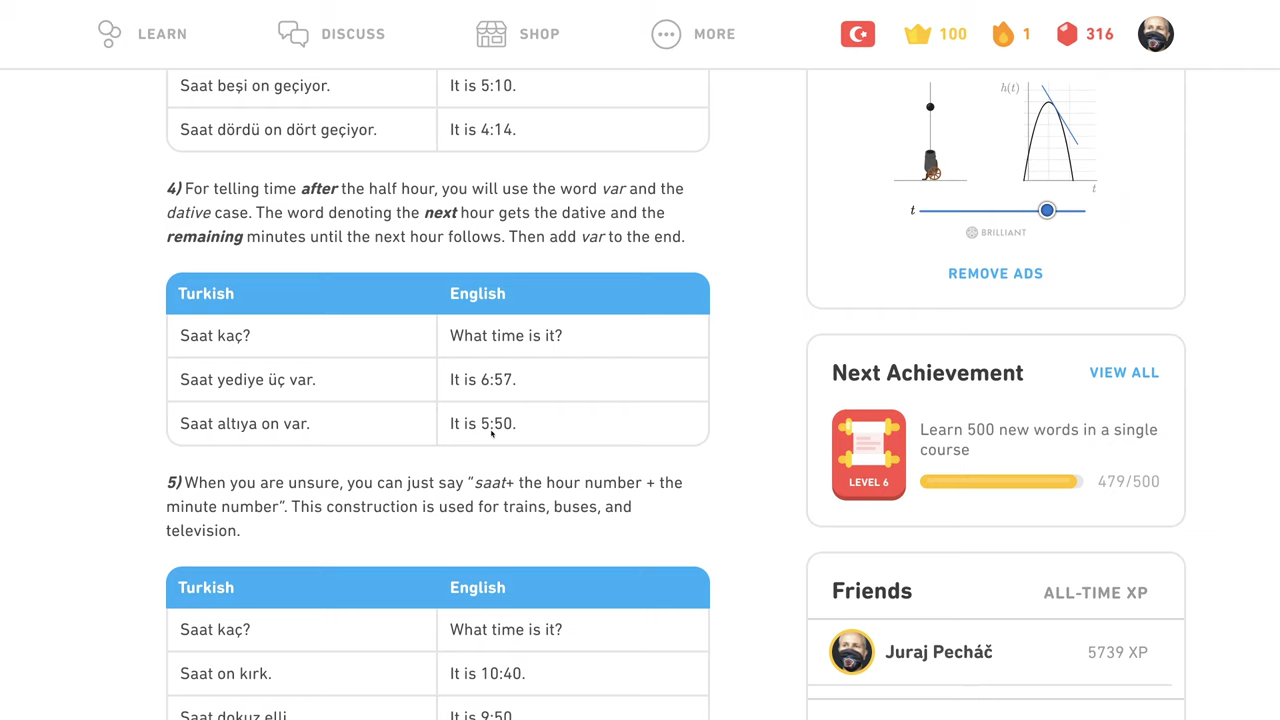 LEARN
DISCUSS
SHOP
MORE
100
1
316
Saat beşi on geçiyor.
It is 5:10.
Saat dördü on dört geçiyor.
It is 4:14.
4) For telling time after the half hour, you will use the word var and the
dative case. The word denoting the next hour gets the dative and the
remaining minutes until the next hour follows. Then add var to the end.
Turkish
English
Saat kaç?
What time is it?
Saat yediye üç var.
It is 6:57.
Saat altıya on var.
It is 5:50.
5) When you are unsure, you can just say “saat+ the hour number + the
minute number“. This construction is used for trains, buses, and
television.
Turkish
English
Saat kaç?
What time is it?
Saat on kırk.
It is 10:40.
Saat dokuz elli.
It is 9:50.
h(t)
t
t
BRILLIANT
REMOVE ADS
Next Achievement
VIEW ALL
LEVEL 6
Learn 500 new words in a single
course
479/500
Friends
ALL-TIME XP
Juraj Pecháč
5739 XP